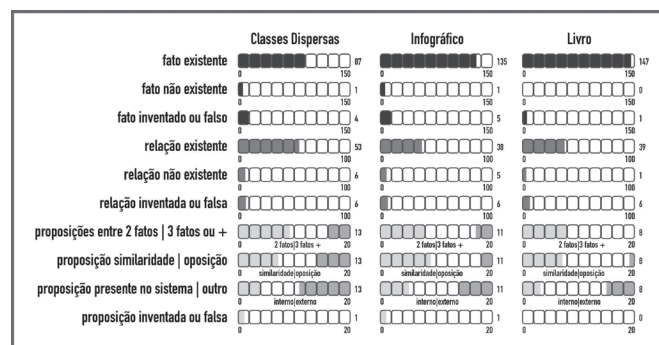 Classes Dispersas Infográfico Livro
fato existente 87 135 147
0 150 0 150 0 150
fato não existente 1 1 0
0 150 0 150 0 150
fato inventado ou falso 4 5 1
0 150 0 150 0 150
relação existente 53 38 39
0 100 0 100 0 100
relação não existente 6 5 1
0 100 0 100 0 100
relação inventada ou falsa 6 6 6
0 100 0 100 0 100
proposições entre 2 fatos | 3 fatos ou + 13 11 8
0 2 fatos|3 fatos + 20 0 2 fatos|3 fatos + 20 0 2 fatos|3 fatos + 20
proposição similaridade | oposição 13 11 8
0 similaridade|oposição 20 0 similaridade|oposição 20 0 similaridade|oposição 20
proposição presente no sistema | outro 13 11 8
0 interno|externo 20 0 interno|externo 20 0 interno|externo 20
proposição inventada ou falsa 1 1 0
0 20 0 20 0 20